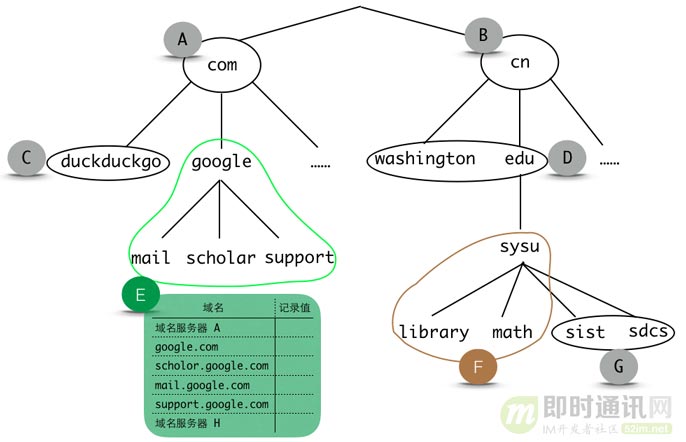 A
B
com
cn
C
duckduckgo
google
……
washington
edu
D
……
mail
scholar
support
sysu
E
域名 记录值
域名服务器 A
google.com
scholor.google.com
mail.google.com
support.google.com
域名服务器 H
library
math
sist
sdcs
F
G
即时通讯网
IM开发者社区 52im.net